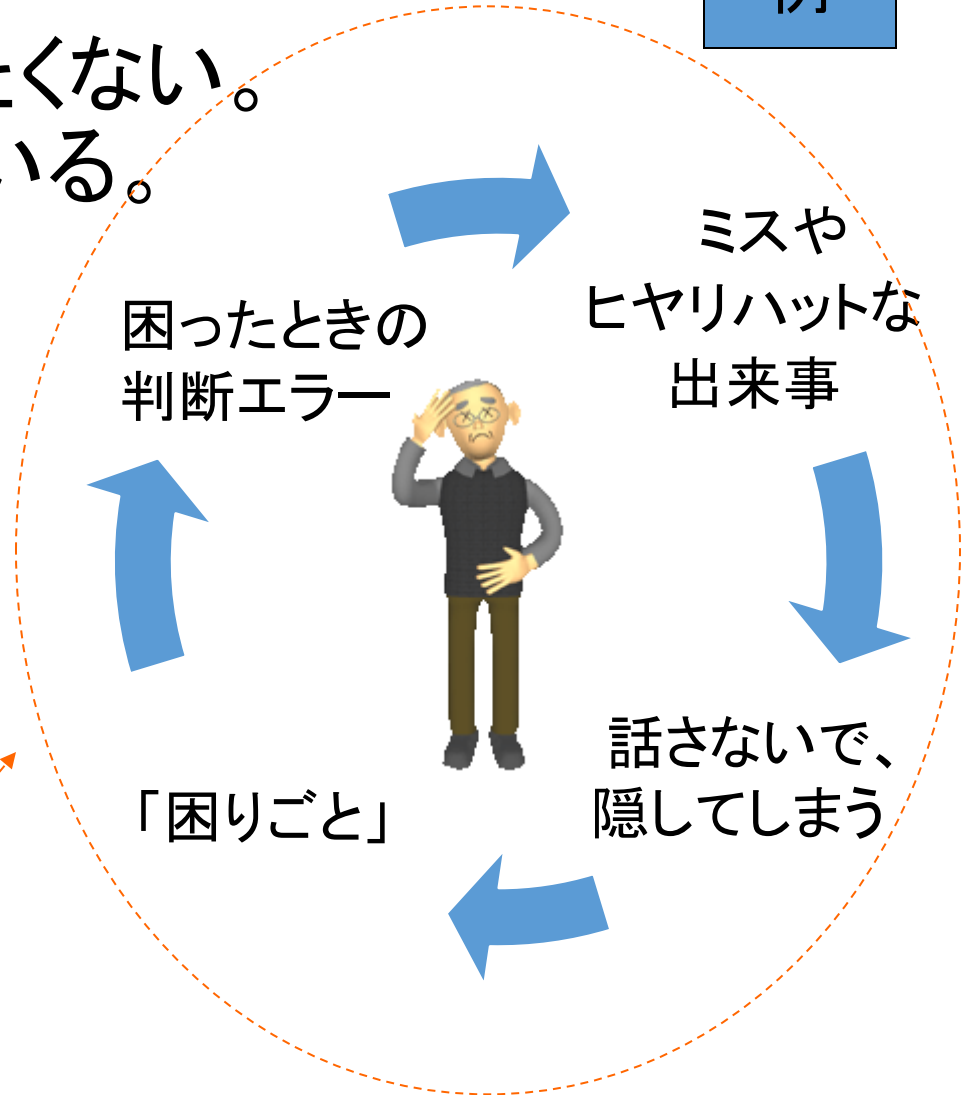 くない。
いる。
困ったときの
判断エラー
ミスや
ヒヤリハットな
出来事
話さないで、
隠してしまう
「困りごと」